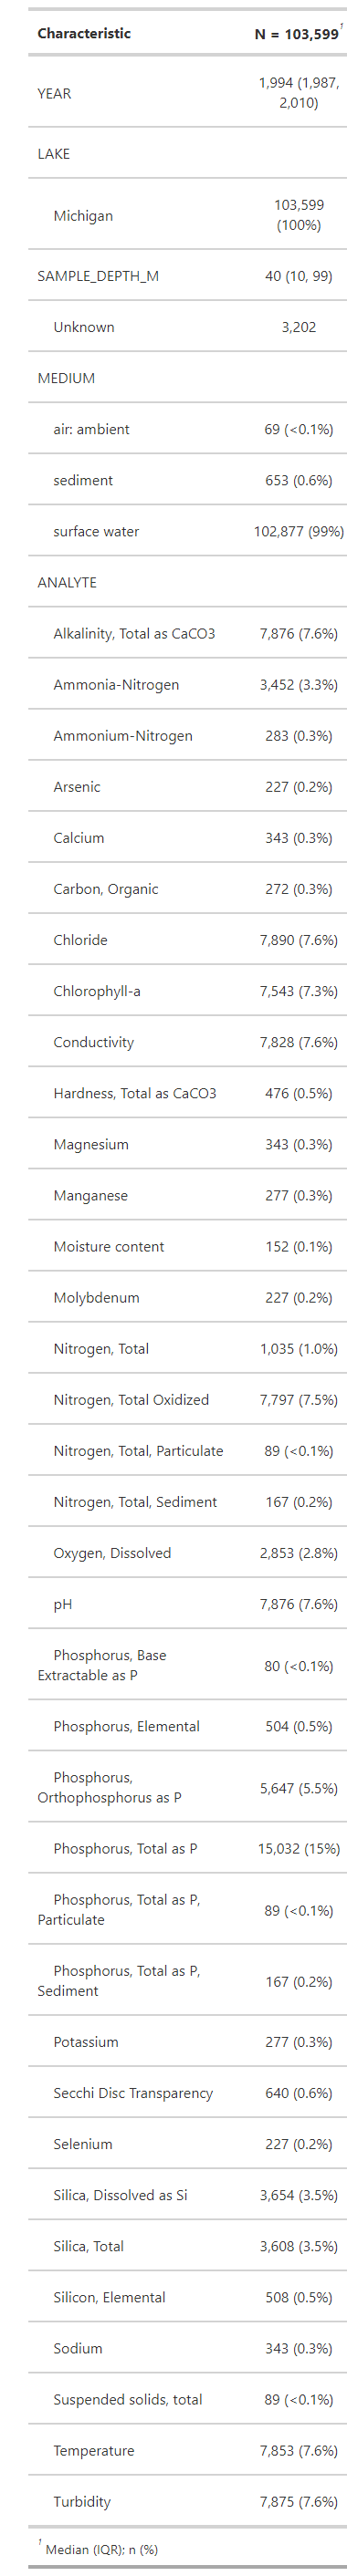 Characteristic N = 103,599¹
YEAR 1,994 (1,987,
2,010)
LAKE
Michigan 103,599
(100%)
SAMPLE_DEPTH_M 40 (10, 99)
Unknown 3,202
MEDIUM
air: ambient 69 (<0.1%)
sediment 653 (0.6%)
surface water 102,877 (99%)
ANALYTE
Alkalinity, Total as CaCO3 7,876 (7.6%)
Ammonia-Nitrogen 3,452 (3.3%)
Ammonium-Nitrogen 283 (0.3%)
Arsenic 227 (0.2%)
Calcium 343 (0.3%)
Carbon, Organic 272 (0.3%)
Chloride 7,890 (7.6%)
Chlorophyll-a 7,543 (7.3%)
Conductivity 7,828 (7.6%)
Hardness, Total as CaCO3 476 (0.5%)
Magnesium 343 (0.3%)
Manganese 277 (0.3%)
Moisture content 152 (0.1%)
Molybdenum 227 (0.2%)
Nitrogen, Total 1,035 (1.0%)
Nitrogen, Total Oxidized 7,797 (7.5%)
Nitrogen, Total, Particulate 89 (<0.1%)
Nitrogen, Total, Sediment 167 (0.2%)
Oxygen, Dissolved 2,853 (2.8%)
pH 7,876 (7.6%)
Phosphorus, Base
Extractable as P 80 (<0.1%)
Phosphorus, Elemental 504 (0.5%)
Phosphorus,
Orthophosphorus as P 5,647 (5.5%)
Phosphorus, Total as P 15,032 (15%)
Phosphorus, Total as P,
Particulate 89 (<0.1%)
Phosphorus, Total as P,
Sediment 167 (0.2%)
Potassium 277 (0.3%)
Secchi Disc Transparency 640 (0.6%)
Selenium 227 (0.2%)
Silica, Dissolved as Si 3,654 (3.5%)
Silica, Total 3,608 (3.5%)
Silicon, Elemental 508 (0.5%)
Sodium 343 (0.3%)
Suspended solids, total 89 (<0.1%)
Temperature 7,853 (7.6%)
Turbidity 7,875 (7.6%)
¹ Median (IQR); n (%)